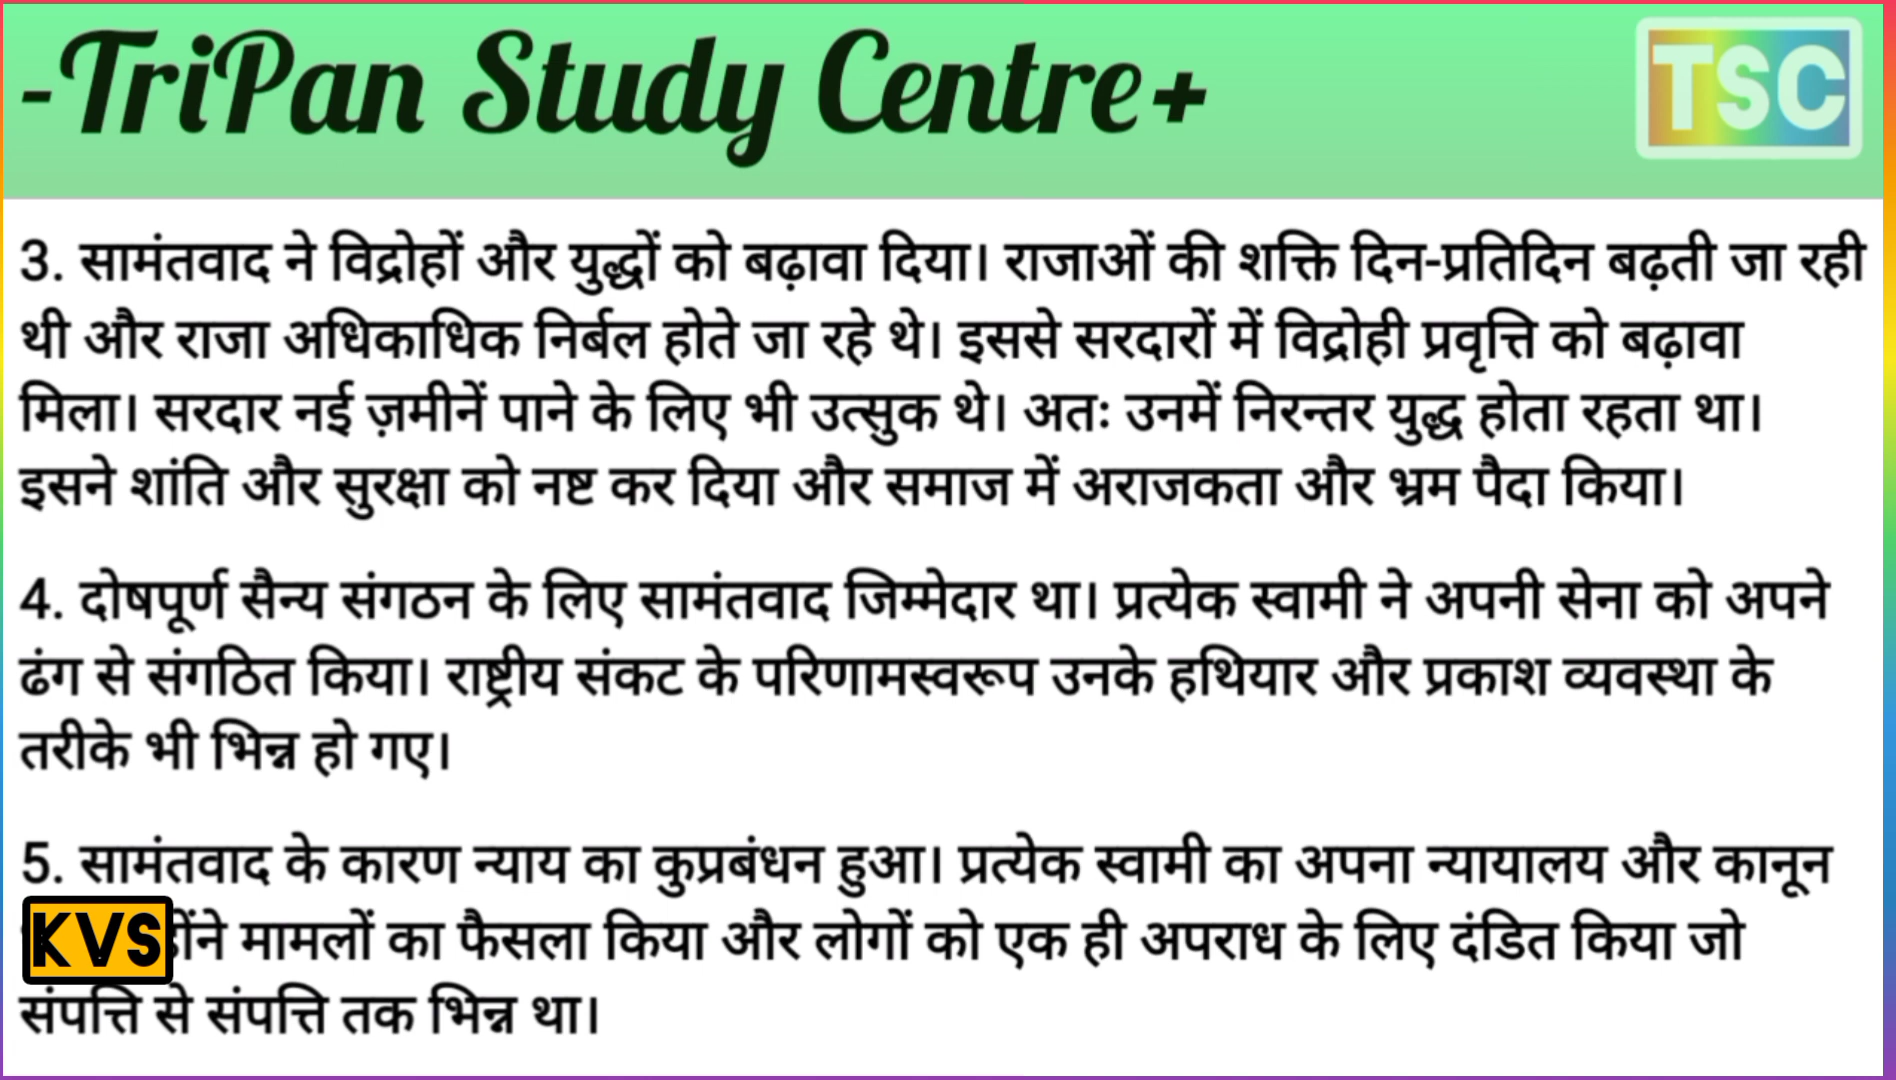 -TriPan Study Centre+
TSC
3. सामंतवाद ने विद्रोहों और युद्धों को बढ़ावा दिया। राजाओं की शक्ति दिन-प्रतिदिन बढ़ती जा रही
थी और राजा अधिकाधिक निर्बल होते जा रहे थे। इससे सरदारों में विद्रोही प्रवृत्ति को बढ़ावा
मिला। सरदार नई ज़मीनें पाने के लिए भी उत्सुक थे। अतः उनमें निरन्तर युद्ध होता रहता था।
इसने शांति और सुरक्षा को नष्ट कर दिया और समाज में अराजकता और भ्रम पैदा किया।
4. दोषपूर्ण सैन्य संगठन के लिए सामंतवाद जिम्मेदार था। प्रत्येक स्वामी ने अपनी सेना को अपने
ढंग से संगठित किया। राष्ट्रीय संकट के परिणामस्वरूप उनके हथियार और प्रकाश व्यवस्था के
तरीके भी भिन्न हो गए।
5. सामंतवाद के कारण न्याय का कुप्रबंधन हुआ। प्रत्येक स्वामी का अपना न्यायालय और कानून
KVS मामलों का फैसला किया और लोगों को एक ही अपराध के लिए दंडित किया जो
संपत्ति से संपत्ति तक भिन्न था।